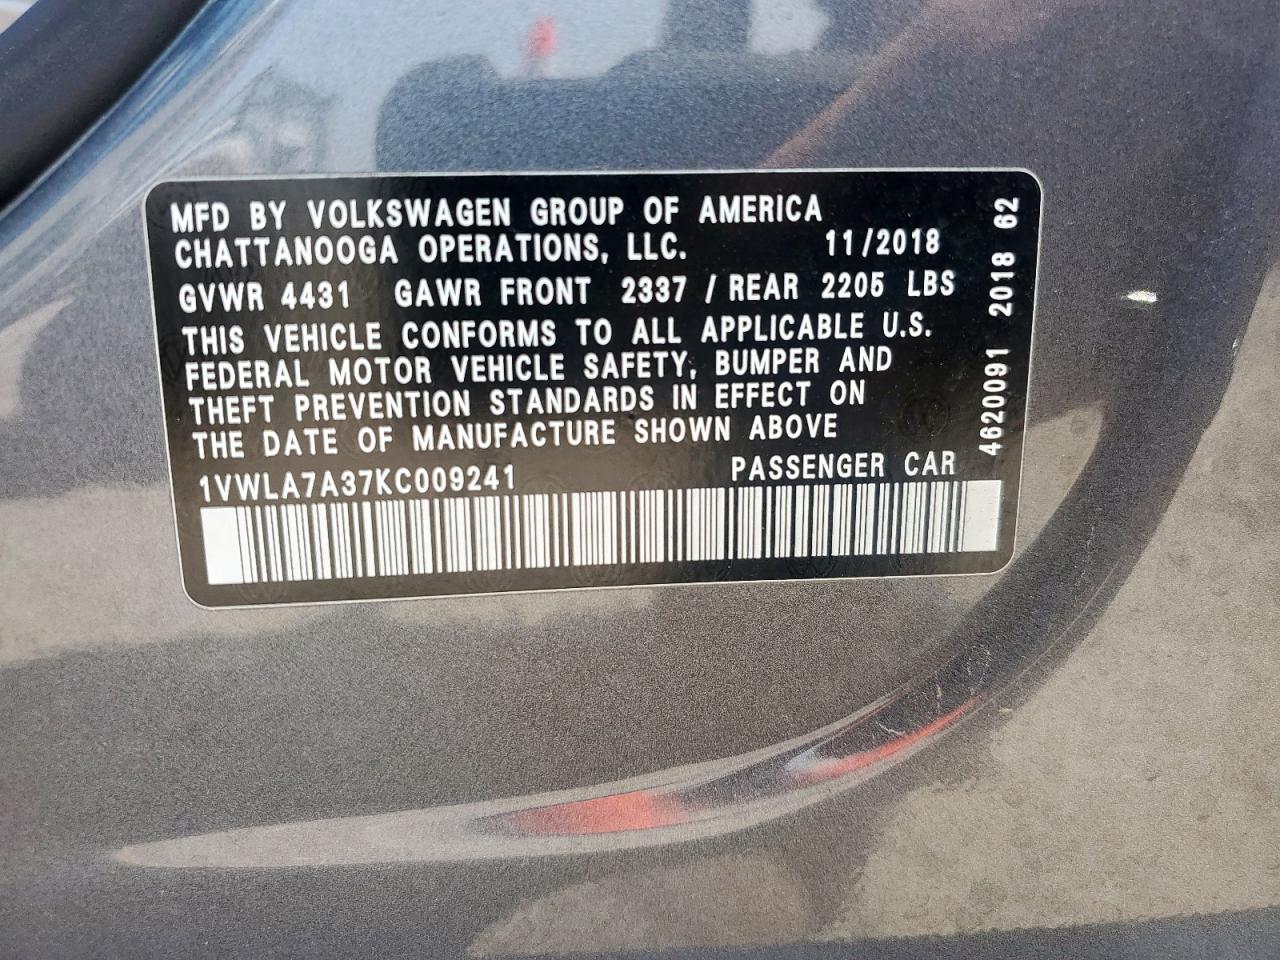 MFD BY VOLKSWAGEN GROUP OF AMERICA
CHATTANOOGA OPERATIONS, LLC. 11/2018
GVWR 4431 GAWR FRONT 2337 / REAR 2205 LBS
THIS VEHICLE CONFORMS TO ALL APPLICABLE U.S.
FEDERAL MOTOR VEHICLE SAFETY, BUMPER AND
THEFT PREVENTION STANDARDS IN EFFECT ON
THE DATE OF MANUFACTURE SHOWN ABOVE
1VWLA7A37KC009241 PASSENGER CAR
4620091 2018 62